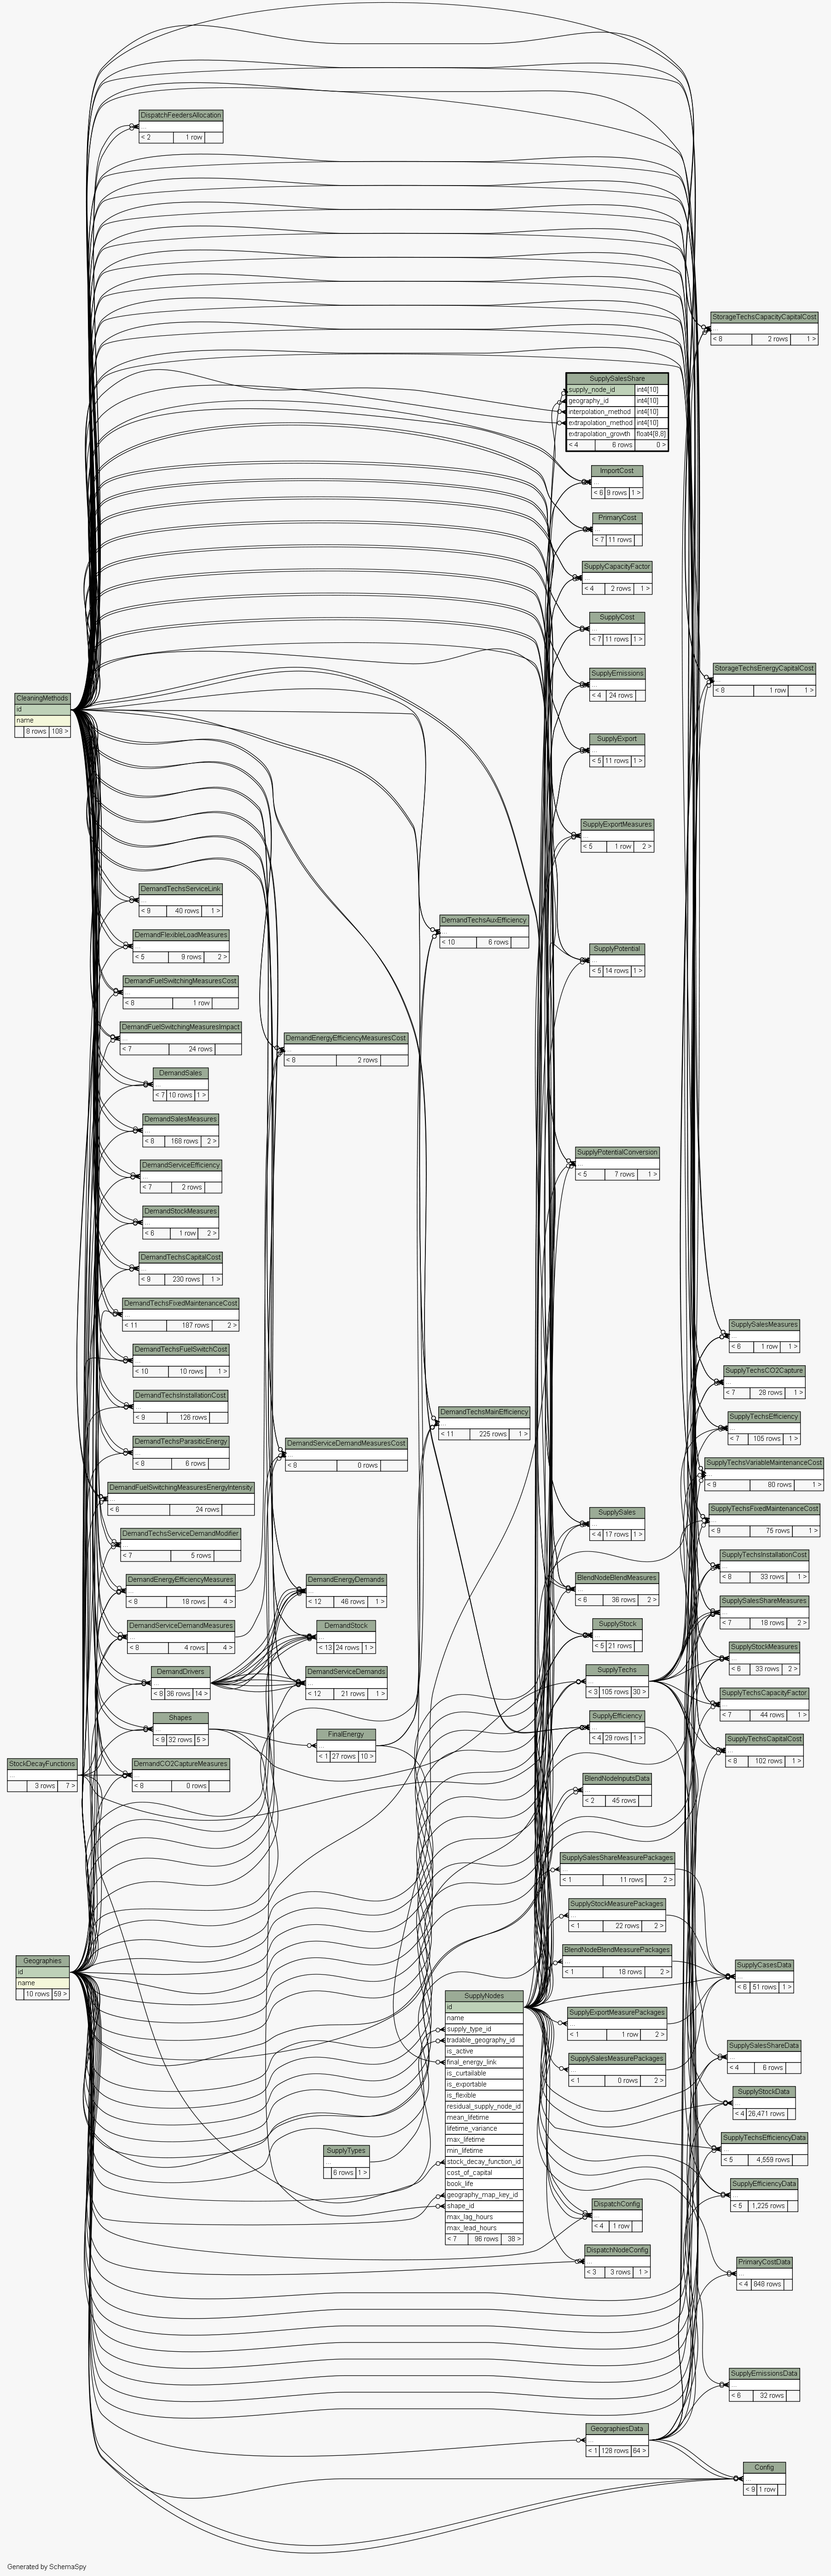 DispatchFeedersAllocation
...
< 2 1 row
StorageTechsCapacityCapitalCost
...
< 8 2 rows 1 >
SupplySalesShare
supply_node_id int4[10]
geography_id int4[10]
interpolation_method int4[10]
extrapolation_method int4[10]
extrapolation_growth float4[8,8]
< 4 6 rows 0 >
ImportCost
...
< 6 9 rows 1 >
PrimaryCost
...
< 7 11 rows
SupplyCapacityFactor
...
< 4 2 rows 1 >
SupplyCost
...
< 7 11 rows 1 >
SupplyEmissions
...
< 4 24 rows
StorageTechsEnergyCapitalCost
...
< 8 1 row 1 >
CleaningMethods
id
name
8 rows 108 >
SupplyExport
...
< 5 11 rows 1 >
SupplyExportMeasures
...
< 5 1 row 2 >
DemandTechsServiceLink
...
< 9 40 rows 1 >
DemandTechsAuxEfficiency
...
< 10 6 rows
DemandFlexibleLoadMeasures
...
< 5 9 rows 2 >
SupplyPotential
...
< 5 14 rows 1 >
DemandFuelSwitchingMeasuresCost
...
< 8 1 row
DemandFuelSwitchingMeasuresImpact
...
< 7 24 rows
DemandEnergyEfficiencyMeasuresCost
...
< 8 2 rows
DemandSales
...
< 7 10 rows 1 >
DemandSalesMeasures
...
< 8 168 rows 2 >
SupplyPotentialConversion
...
< 5 7 rows 1 >
DemandServiceEfficiency
...
< 7 2 rows
DemandStockMeasures
...
< 6 1 row 2 >
DemandTechsCapitalCost
...
< 9 230 rows 1 >
DemandTechsFixedMaintenanceCost
...
< 11 187 rows 2 >
SupplySalesMeasures
...
< 6 1 row 1 >
DemandTechsFuelSwitchCost
...
< 10 10 rows 1 >
SupplyTechsCO2Capture
...
< 7 28 rows 1 >
DemandTechsInstallationCost
...
< 9 126 rows
DemandTechsMainEfficiency
...
< 11 225 rows 1 >
SupplyTechsEfficiency
...
< 7 105 rows 1 >
DemandTechsParasiticEnergy
...
< 8 6 rows
DemandServiceDemandMeasuresCost
...
< 8 0 rows
SupplyTechsVariableMaintenanceCost
...
< 9 80 rows 1 >
DemandFuelSwitchingMeasuresEnergyIntensity
...
< 6 24 rows
SupplySales
...
< 4 17 rows 1 >
SupplyTechsFixedMaintenanceCost
...
< 9 75 rows 1 >
DemandTechsServiceDemandModifier
...
< 7 5 rows
SupplyTechsInstallationCost
...
< 8 33 rows 1 >
DemandEnergyEfficiencyMeasures
...
< 8 18 rows 4 >
DemandEnergyDemands
...
< 12 46 rows 1 >
BlendNodeBlendMeasures
...
< 6 36 rows 2 >
SupplySalesShareMeasures
...
< 7 18 rows 2 >
DemandServiceDemandMeasures
...
< 8 4 rows 4 >
DemandStock
...
< 13 24 rows 1 >
SupplyStock
...
< 5 21 rows
SupplyStockMeasures
...
< 6 33 rows 2 >
DemandDrivers
...
< 8 36 rows 14 >
DemandServiceDemands
...
< 12 21 rows 1 >
SupplyTechs
...
< 3 105 rows 30 >
SupplyTechsCapacityFactor
...
< 7 44 rows 1 >
Shapes
...
< 9 32 rows 5 >
FinalEnergy
...
< 1 27 rows 10 >
SupplyEfficiency
...
< 4 29 rows 1 >
SupplyTechsCapitalCost
...
< 8 102 rows 1 >
StockDecayFunctions
...
3 rows 7 >
DemandCO2CaptureMeasures
...
< 8 0 rows
BlendNodeInputsData
...
< 2 45 rows
SupplySalesShareMeasurePackages
...
< 1 11 rows 2 >
SupplyStockMeasurePackages
...
< 1 22 rows 2 >
BlendNodeBlendMeasurePackages
...
< 1 18 rows 2 >
Geographies
id
name
10 rows 59 >
SupplyCasesData
...
< 6 51 rows 1 >
SupplyNodes
id
name
supply_type_id
tradable_geography_id
is_active
final_energy_link
is_curtailable
is_exportable
is_flexible
residual_supply_node_id
mean_lifetime
lifetime_variance
max_lifetime
min_lifetime
stock_decay_function_id
cost_of_capital
book_life
geography_map_key_id
shape_id
max_lag_hours
max_lead_hours
< 7 96 rows 38 >
SupplyExportMeasurePackages
...
< 1 1 row 2 >
SupplySalesMeasurePackages
...
< 1 0 rows 2 >
SupplySalesShareData
...
< 4 6 rows
SupplyStockData
...
< 4 26,471 rows
SupplyTypes
...
6 rows 1 >
SupplyTechsEfficiencyData
...
< 5 4,559 rows
SupplyEfficiencyData
...
< 5 1,225 rows
DispatchConfig
...
< 4 1 row
DispatchNodeConfig
...
< 3 3 rows 1 >
PrimaryCostData
...
< 4 848 rows
SupplyEmissionsData
...
< 6 32 rows
GeographiesData
...
< 1 128 rows 64 >
Config
...
< 9 1 row
Generated by SchemaSpy